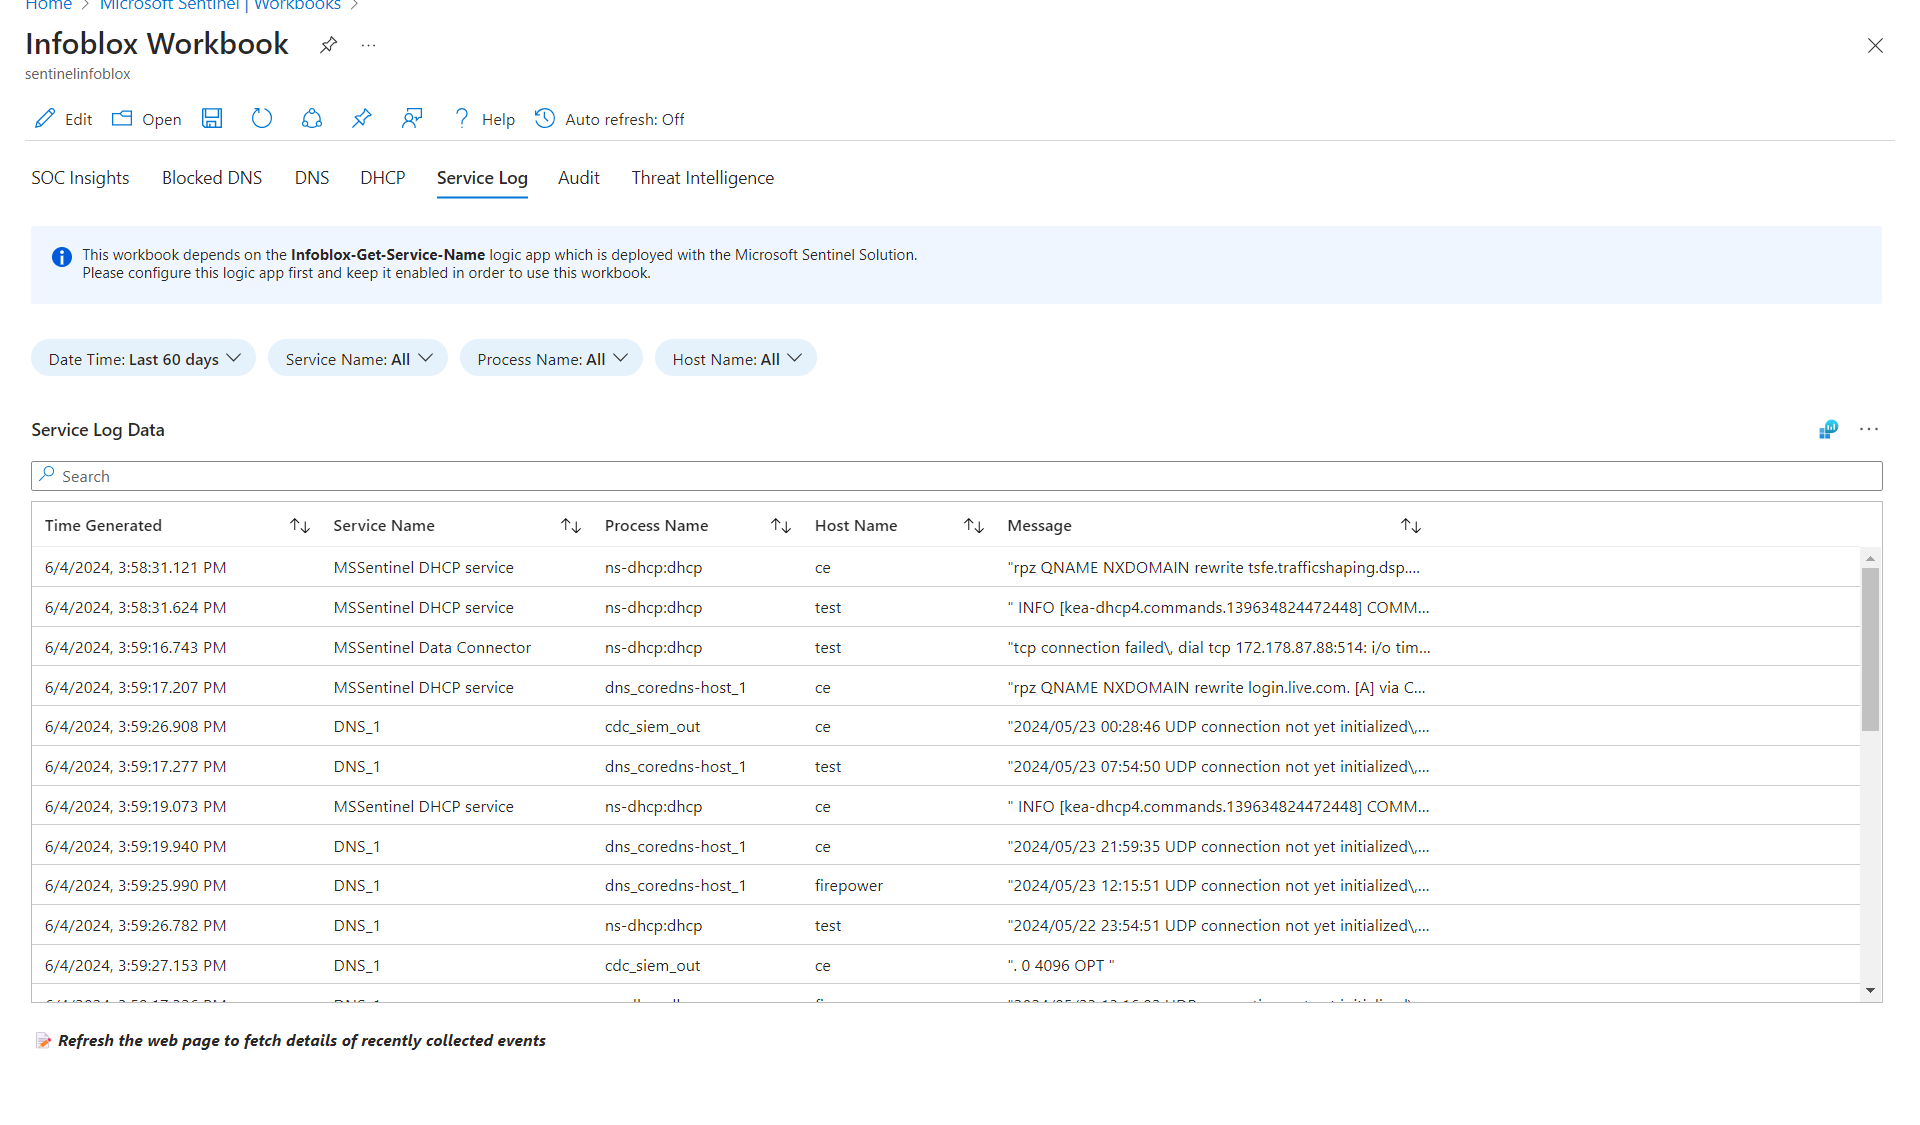 Home > Microsoft Sentinel | Workbooks >
Infoblox Workbook ...
sentinelinfoblox
Edit Open Help Auto refresh: Off
SOC Insights Blocked DNS DNS DHCP Service Log Audit Threat Intelligence
This workbook depends on the Infoblox-Get-Service-Name logic app which is deployed with the Microsoft Sentinel Solution.
Please configure this logic app first and keep it enabled in order to use this workbook.
Date Time: Last 60 days Service Name: All Process Name: All Host Name: All
Service Log Data ...
Search
Time Generated Service Name Process Name Host Name Message
6/4/2024, 3:58:31.121 PM MSSentinel DHCP service ns-dhcp:dhcp ce "rpz QNAME NXDOMAIN rewrite tsfe.trafficshaping.dsp....
6/4/2024, 3:58:31.624 PM MSSentinel DHCP service ns-dhcp:dhcp test " INFO [kea-dhcp4.commands.139634824472448] COMM...
6/4/2024, 3:59:16.743 PM MSSentinel Data Connector ns-dhcp:dhcp test "tcp connection failed\, dial tcp 172.178.87.88:514: i/o tim...
6/4/2024, 3:59:17.207 PM MSSentinel DHCP service dns_coredns-host_1 ce "rpz QNAME NXDOMAIN rewrite login.live.com. [A] via C...
6/4/2024, 3:59:26.908 PM DNS_1 cdc_siem_out ce "2024/05/23 00:28:46 UDP connection not yet initialized\,...
6/4/2024, 3:59:17.277 PM DNS_1 dns_coredns-host_1 test "2024/05/23 07:54:50 UDP connection not yet initialized\,...
6/4/2024, 3:59:19.073 PM MSSentinel DHCP service ns-dhcp:dhcp ce " INFO [kea-dhcp4.commands.139634824472448] COMM...
6/4/2024, 3:59:19.940 PM DNS_1 dns_coredns-host_1 ce "2024/05/23 21:59:35 UDP connection not yet initialized\,...
6/4/2024, 3:59:25.990 PM DNS_1 dns_coredns-host_1 firepower "2024/05/23 12:15:51 UDP connection not yet initialized\,...
6/4/2024, 3:59:26.782 PM DNS_1 ns-dhcp:dhcp test "2024/05/22 23:54:51 UDP connection not yet initialized\,...
6/4/2024, 3:59:27.153 PM DNS_1 cdc_siem_out ce ". 0 4096 OPT "
Refresh the web page to fetch details of recently collected events